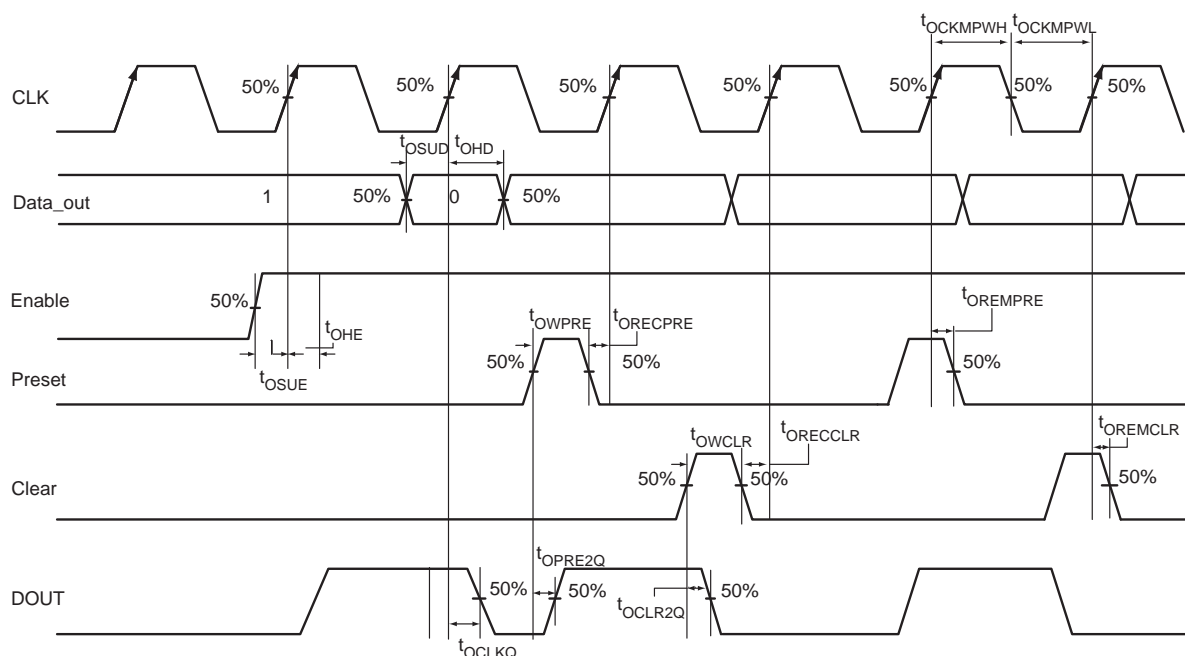 tOCKMPWH tOCKMPWL
CLK 50% 50% 50% 50% 50% 50% 50%
tOSUD tOHD
Data_out 1 50% 0 50%
Enable 50%
tOHE
tOSUE
tOWPRE tORECPRE tOREMPRE
Preset 50% 50% 50%
tOWCLR tORECCLR tOREMCLR
Clear 50% 50% 50%
tOPRE2Q
DOUT 50% 50% 50%
tOCLR2Q
tOCLKQ